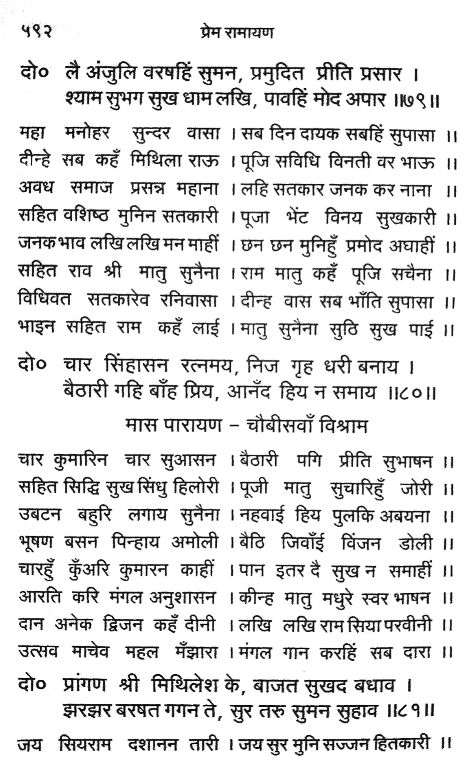 ५९२ प्रेम रामायण
दो० लै अंजुलि वरषहिं सुमन, प्रमुदित प्रीति प्रसार ।
श्याम सुभग सुख धाम लखि, पावहिं मोद अपार ॥७९॥
महा मनोहर सुन्दर वासा । सब दिन दायक सबहिं सुपासा ॥
दीन्हे सब कहँ मिथिला राऊ । पूजि सविधि विनती वर भाऊ ॥
अवध समाज प्रसन्न महाना । लहि सतकार जनक कर नाना ॥
सहित वशिष्ठ मुनिन सतकारी । पूजा भेंट विनय सुखकारी ॥
जनक भाव लखि लखि मन माहीं । छन छन मुनिहुँ प्रमोद अघाहीं ॥
सहित राव श्री मातु सुनैना । राम मातु कहँ पूजि सचैना ॥
विधिवत सतकारेव रनिवासा । दीन्ह वास सब भाँति सुपासा ॥
भाइन सहित राम कहँ लाई । मातु सुनैना सुठि सुख पाई ॥
दो० चार सिंहासन रत्नमय, निज गृह धरी बनाय ।
बैठारी गहि बाँह प्रिय, आनँद हिय न समाय ॥८०॥
मास पारायण – चौबीसवाँ विश्राम
चार कुमारिन चार सुआसन । बैठारी पगि प्रीति सुभाषन ॥
सहित सिद्धि सुख सिंधु हिलोरी । पूजी मातु सुचारिहुँ जोरी ॥
उबटन बहुरि लगाय सुनैना । नहवाई हिय पुलकि अबयना ॥
भूषण बसन पिन्हाय अमोली । बैठि जिवाँई विंजन डोली ॥
चारहुँ कुँअरि कुमारन काहीं । पान इतर दै सुख न समाहीं ॥
आरति करि मंगल अनुशासन । कीन्ह मातु मधुरे स्वर भाषन ॥
दान अनेक द्विजन कहँ दीनी । लखि लखि राम सिया परवीनी ॥
उत्सव माचेव महल मँझारा । मंगल गान करहिं सब दारा ॥
दो० प्रांगण श्री मिथिलेश के, बाजत सुखद बधाव ।
झरझर बरषत गगन ते, सुर तरु सुमन सुहाव ॥८१॥
जय सियराम दशानन तारी । जय सुर मुनि सज्जन हितकारी ॥